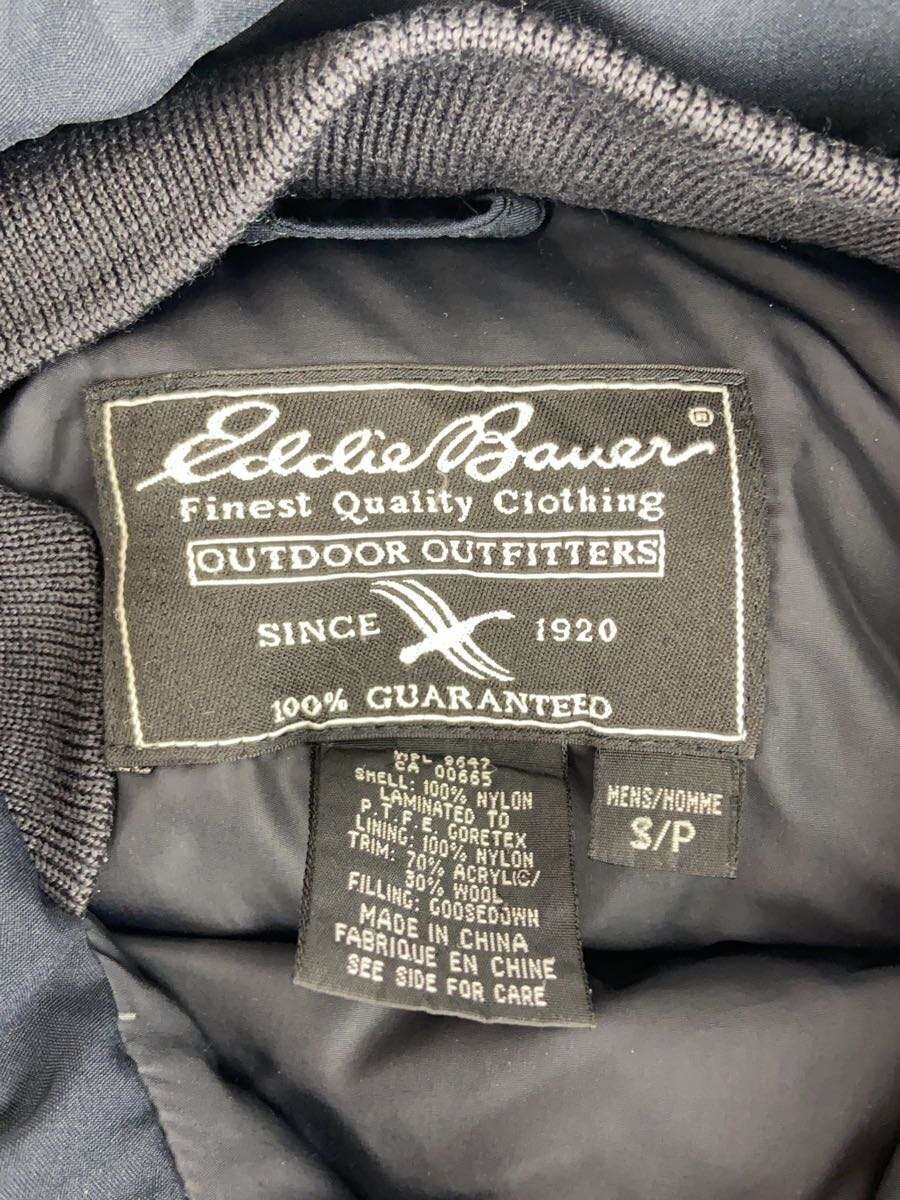 Eddie Bauer®
Finest Quality Clothing
OUTDOOR OUTFITTERS
SINCE 1920
100% GUARANTEED
CA 00665
SHELL: 100% NYLON
LAMINATED TO
P.T.F.E. GORETEX
LINING: 100% NYLON
TRIM: 70% ACRYLIC/
30% WOOL
FILLING: GOOSEDOWN
MADE IN CHINA
FABRIQUE EN CHINE
SEE SIDE FOR CARE
MENS/HOMME
S/P